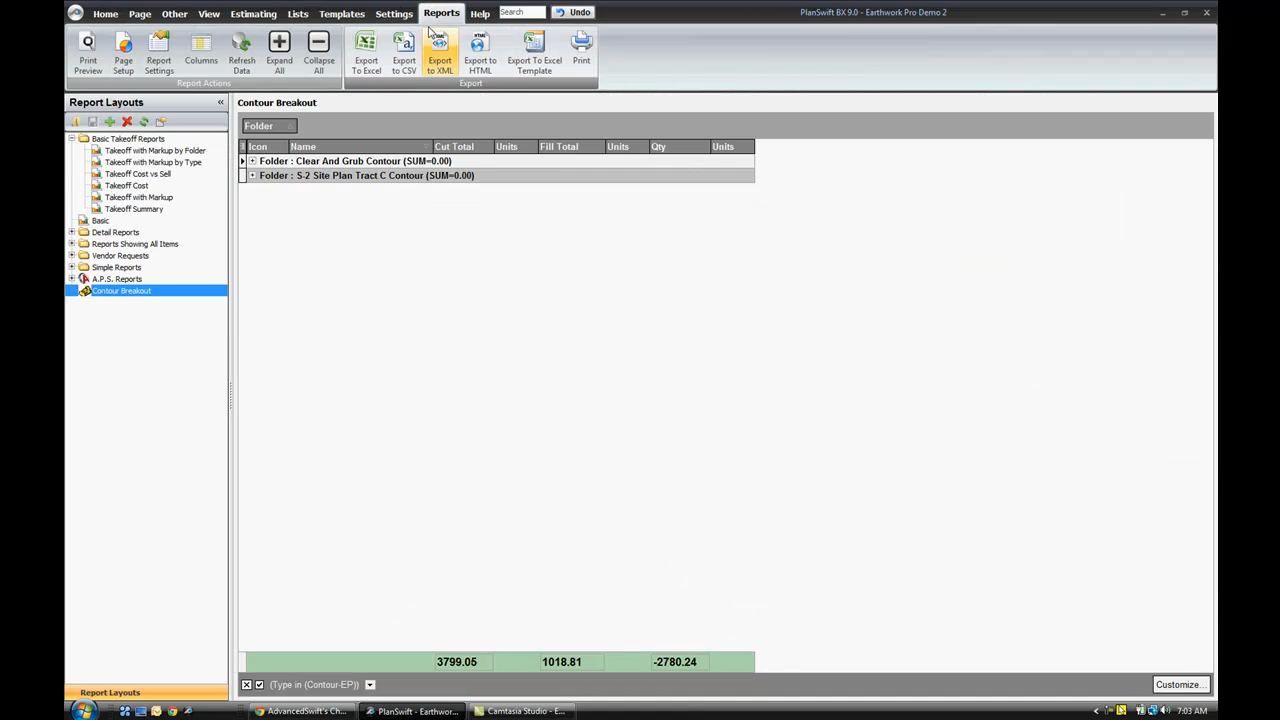 Home Page Other View Estimating Lists Templates Settings Reports Help Search Undo PlanSwift BX 9.0 - Earthwork Pro Demo 2
Print Preview Page Setup Report Settings Columns Refresh Data Expand All Collapse All Export To Excel Export to CSV Export to XML Export to HTML Export To Excel Template Print
Report Actions Export
Report Layouts « Contour Breakout
Folder
Basic Takeoff Reports
Icon Name Cut Total Units Fill Total Units Qty Units
Takeoff with Markup by Folder
Folder : Clear And Grub Contour (SUM=0.00)
Takeoff with Markup by Type
Folder : S-2 Site Plan Tract C Contour (SUM=0.00)
Takeoff Cost vs Sell
Takeoff Cost
Takeoff with Markup
Takeoff Summary
Basic
Detail Reports
Reports Showing All Items
Vendor Requests
Simple Reports
A.P.S. Reports
Contour Breakout
3799.05 1018.81 -2780.24
(Type in (Contour-EP)) Customize...
Report Layouts
AdvancedSwift's Ch... PlanSwift - Earthwor... Camtasia Studio - E... 7:03 AM